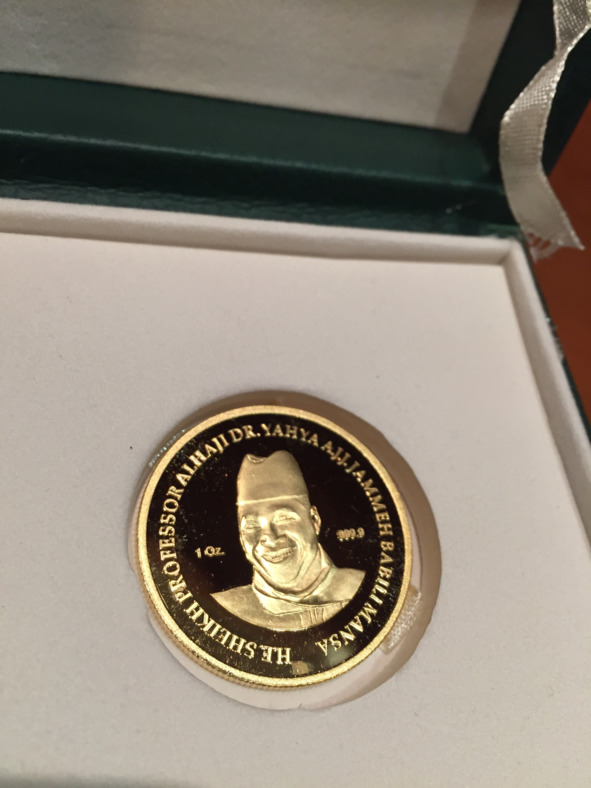 H.E. SHEIKH PROFESSOR ALHAJI DR. YAHYA A.J.J. JAMMEH BABILI MANSA
1 Oz.
999.9